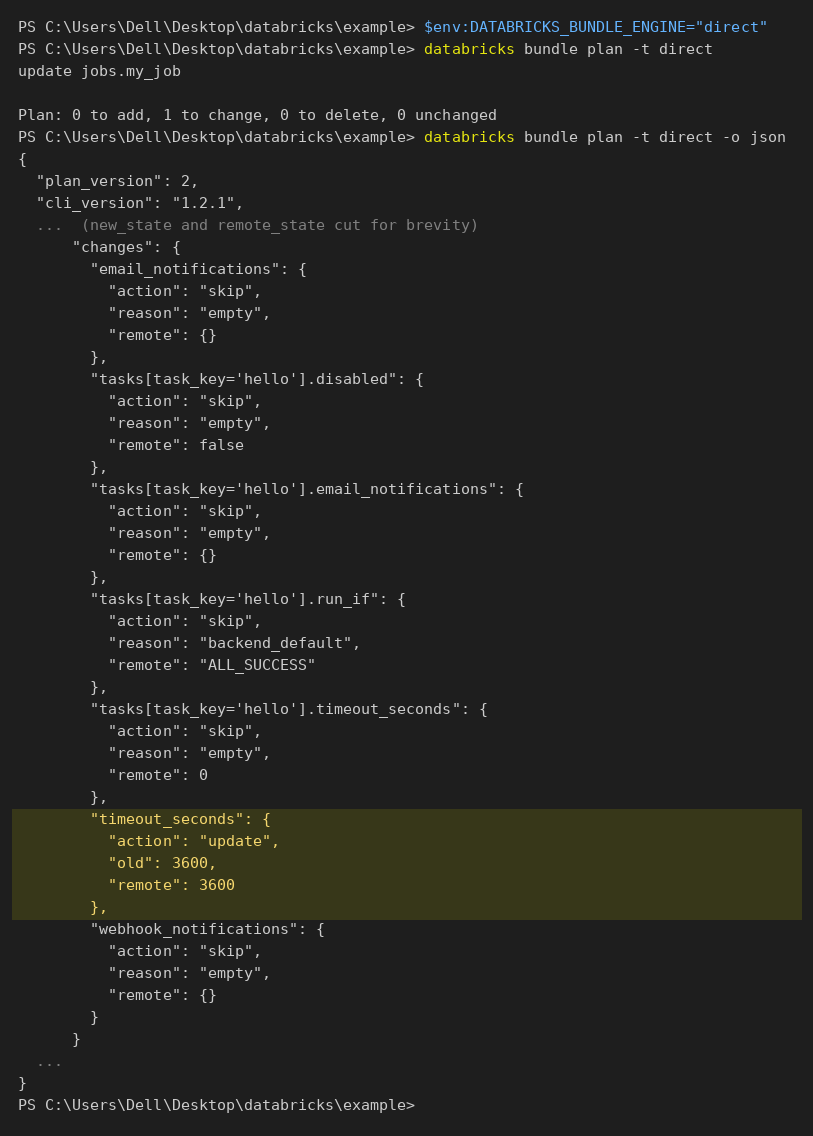 PS C:\Users\Dell\Desktop\databricks\example> $env:DATABRICKS_BUNDLE_ENGINE="direct"
PS C:\Users\Dell\Desktop\databricks\example> databricks bundle plan -t direct
update jobs.my_job

Plan: 0 to add, 1 to change, 0 to delete, 0 unchanged
PS C:\Users\Dell\Desktop\databricks\example> databricks bundle plan -t direct -o json
{
  "plan_version": 2,
  "cli_version": "1.2.1",
  ...  (new_state and remote_state cut for brevity)
      "changes": {
        "email_notifications": {
          "action": "skip",
          "reason": "empty",
          "remote": {}
        },
        "tasks[task_key='hello'].disabled": {
          "action": "skip",
          "reason": "empty",
          "remote": false
        },
        "tasks[task_key='hello'].email_notifications": {
          "action": "skip",
          "reason": "empty",
          "remote": {}
        },
        "tasks[task_key='hello'].run_if": {
          "action": "skip",
          "reason": "backend_default",
          "remote": "ALL_SUCCESS"
        },
        "tasks[task_key='hello'].timeout_seconds": {
          "action": "skip",
          "reason": "empty",
          "remote": 0
        },
        "timeout_seconds": {
          "action": "update",
          "old": 3600,
          "remote": 3600
        },
        "webhook_notifications": {
          "action": "skip",
          "reason": "empty",
          "remote": {}
        }
      }
  ...
}
PS C:\Users\Dell\Desktop\databricks\example>